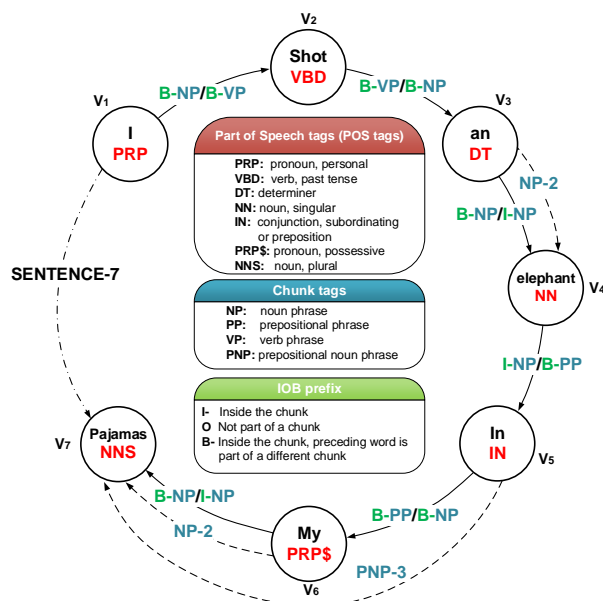 V2
Shot
VBD
B-NP/B-VP
B-VP/B-NP
V1
I
PRP
V3
an
DT
NP-2
B-NP/I-NP
Part of Speech tags (POS tags)
PRP: pronoun, personal
VBD: verb, past tense
DT: determiner
NN: noun, singular
IN: conjunction, subordinating
or preposition
PRP$: pronoun, possessive
NNS: noun, plural
SENTENCE-7
elephant
NN
V4
Chunk tags
NP: noun phrase
PP: prepositional phrase
VP: verb phrase
PNP: prepositional noun phrase
I-NP/B-PP
IOB prefix
I- Inside the chunk
O Not part of a chunk
B- Inside the chunk, preceding word is
part of a different chunk
V7
Pajamas
NNS
In
IN
V5
B-NP/I-NP
B-PP/B-NP
NP-2
My
PRP$
V6
PNP-3